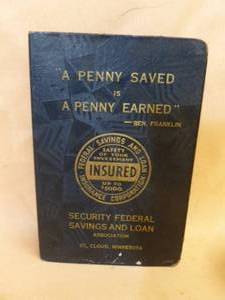 "A PENNY SAVED
IS
A PENNY EARNED"
— BEN. FRANKLIN
FEDERAL SAVINGS AND LOAN
INSURANCE CORPORATION
SAFETY
OF YOUR
INVESTMENT
INSURED
UP TO
$5000
SECURITY FEDERAL
SAVINGS AND LOAN
ASSOCIATION
ST. CLOUD, MINNESOTA